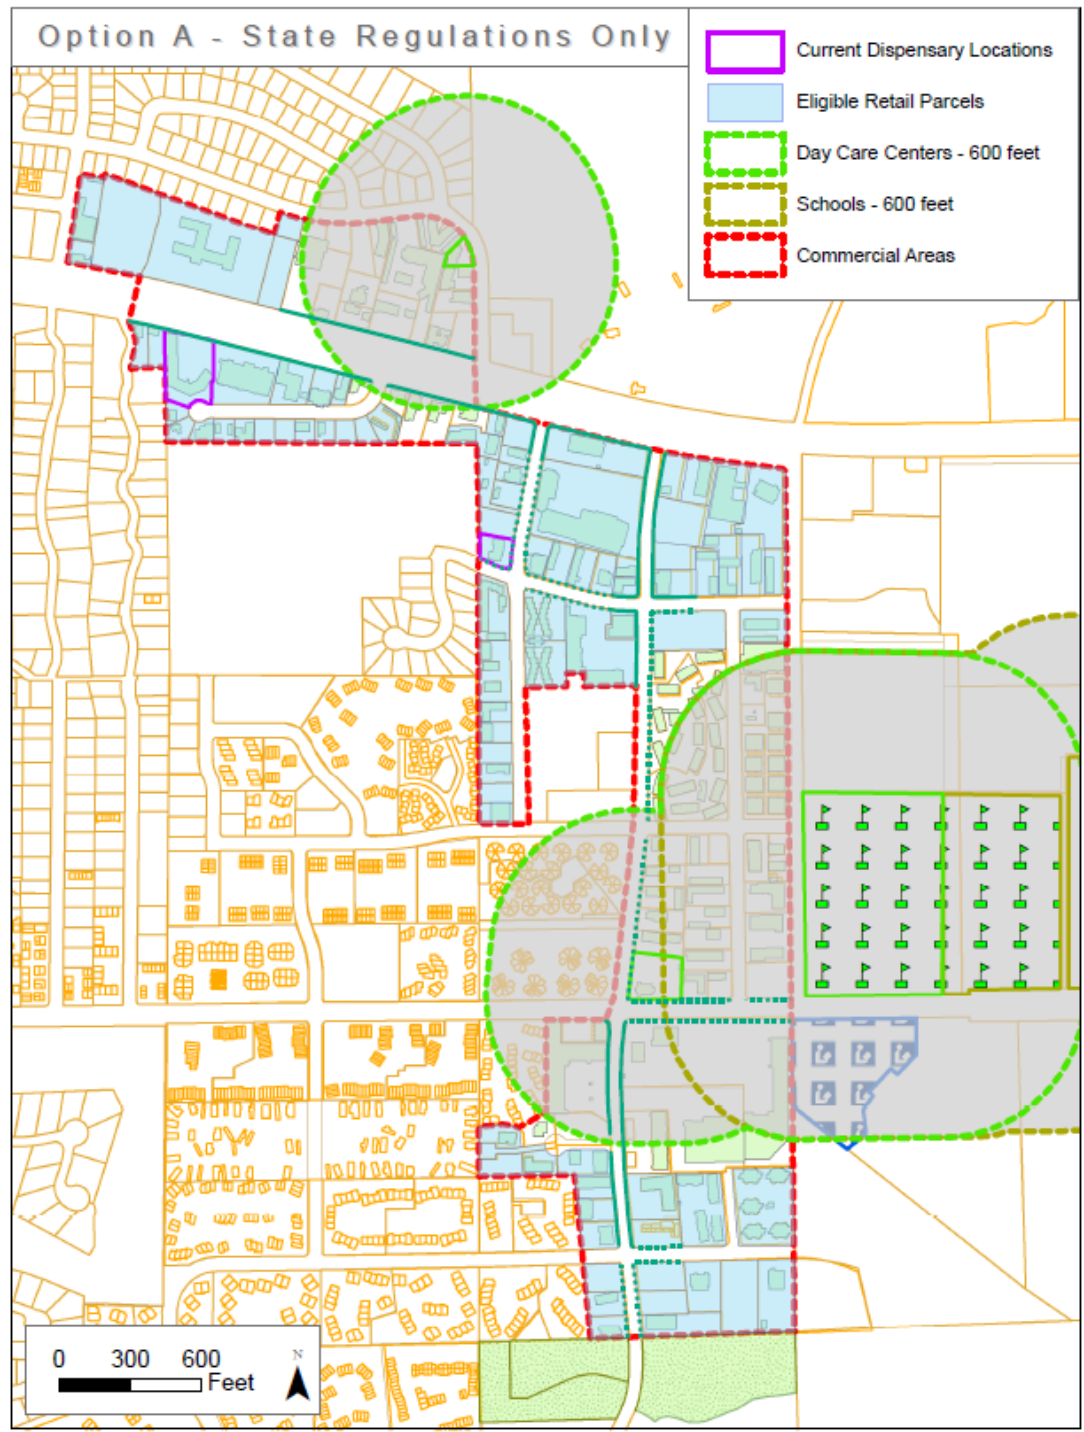 Option A - State Regulations Only
Current Dispensary Locations
Eligible Retail Parcels
Day Care Centers - 600 feet
Schools - 600 feet
Commercial Areas
0 300 600
Feet
N